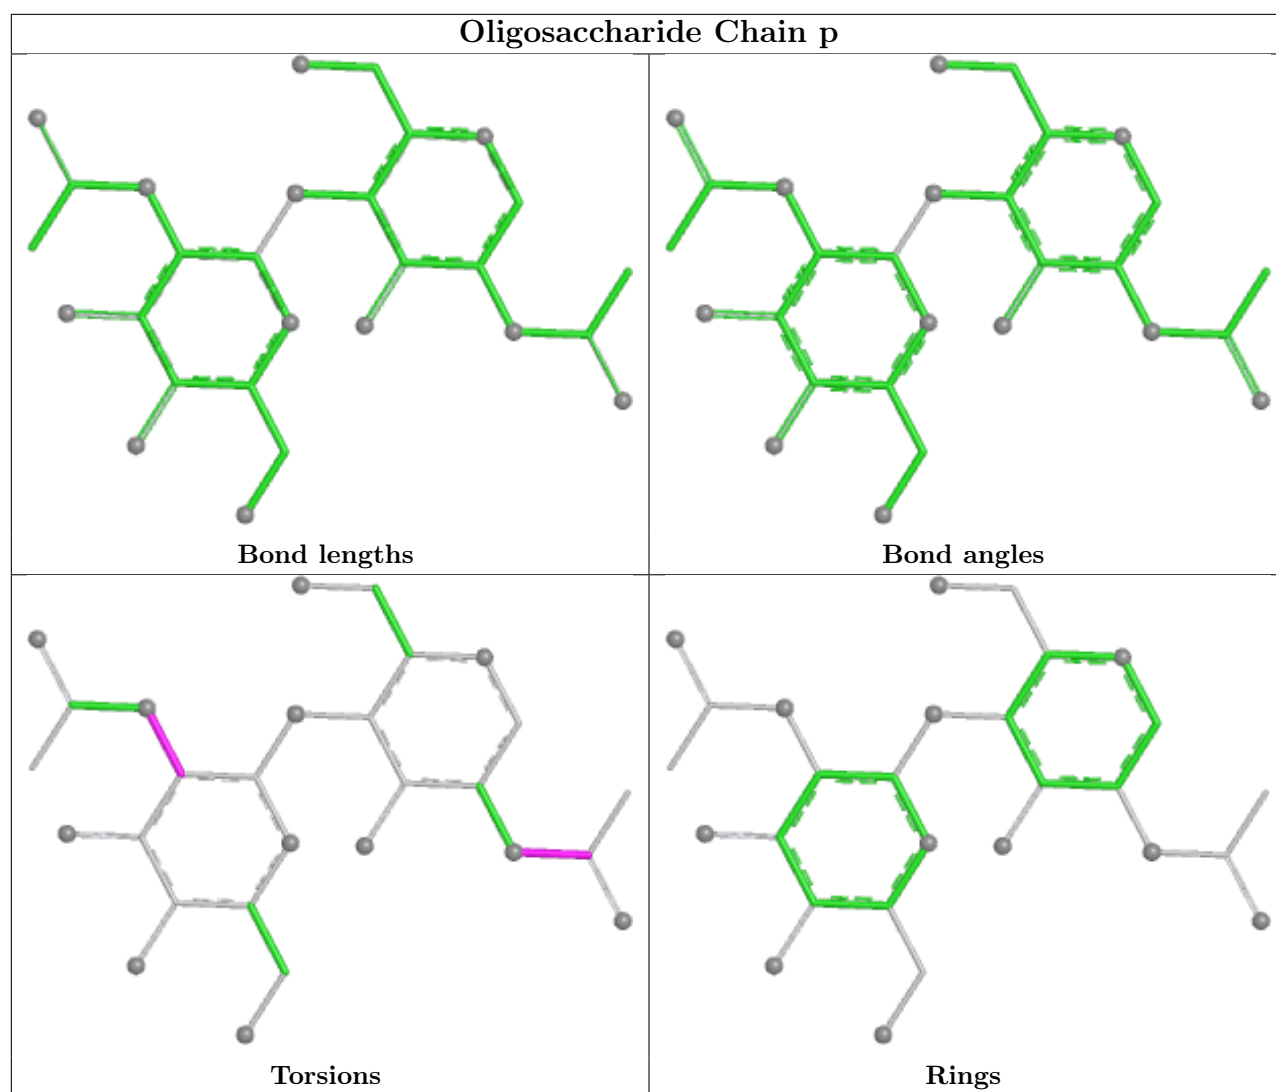 Oligosaccharide Chain p
Bond lengths
Bond angles
Torsions
Rings